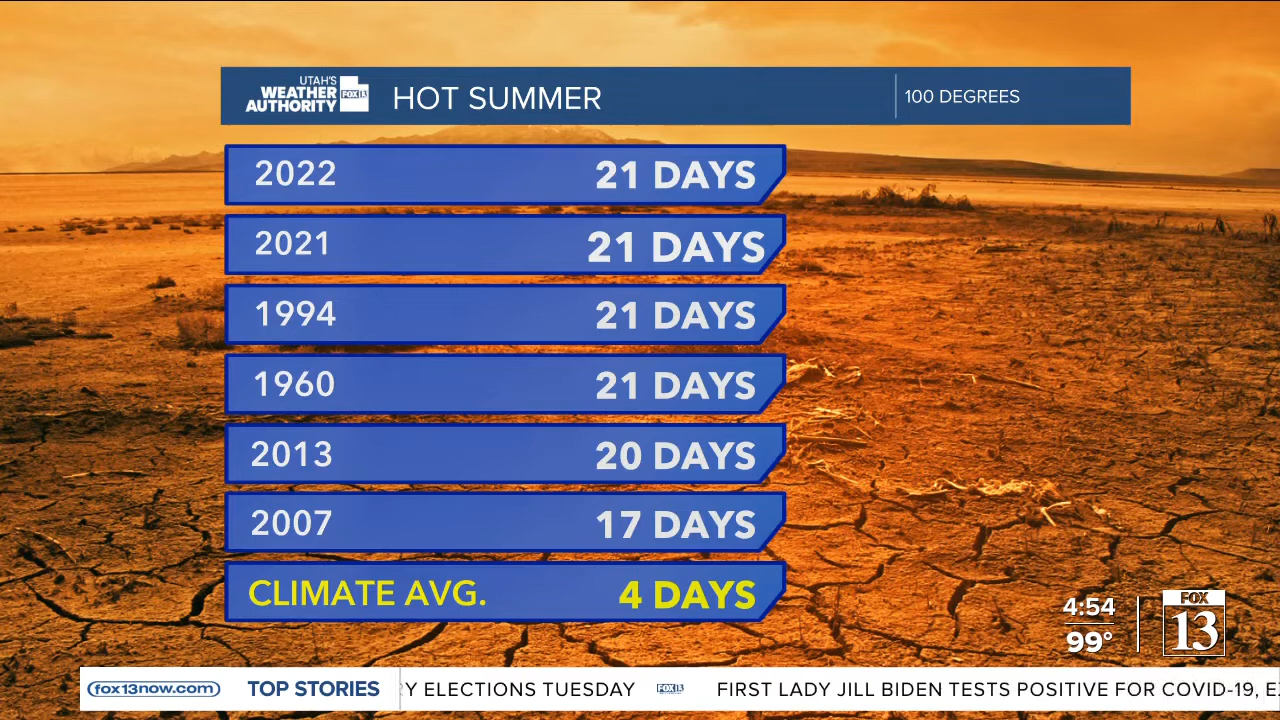 UTAH'S
WEATHER
AUTHORITY
FOX 13
HOT SUMMER
100 DEGREES
2022 21 DAYS
2021 21 DAYS
1994 21 DAYS
1960 21 DAYS
2013 20 DAYS
2007 17 DAYS
CLIMATE AVG. 4 DAYS
4:54
99°
FOX
13
fox13now.com TOP STORIES Y ELECTIONS TUESDAY FOX 13 FIRST LADY JILL BIDEN TESTS POSITIVE FOR COVID-19, E